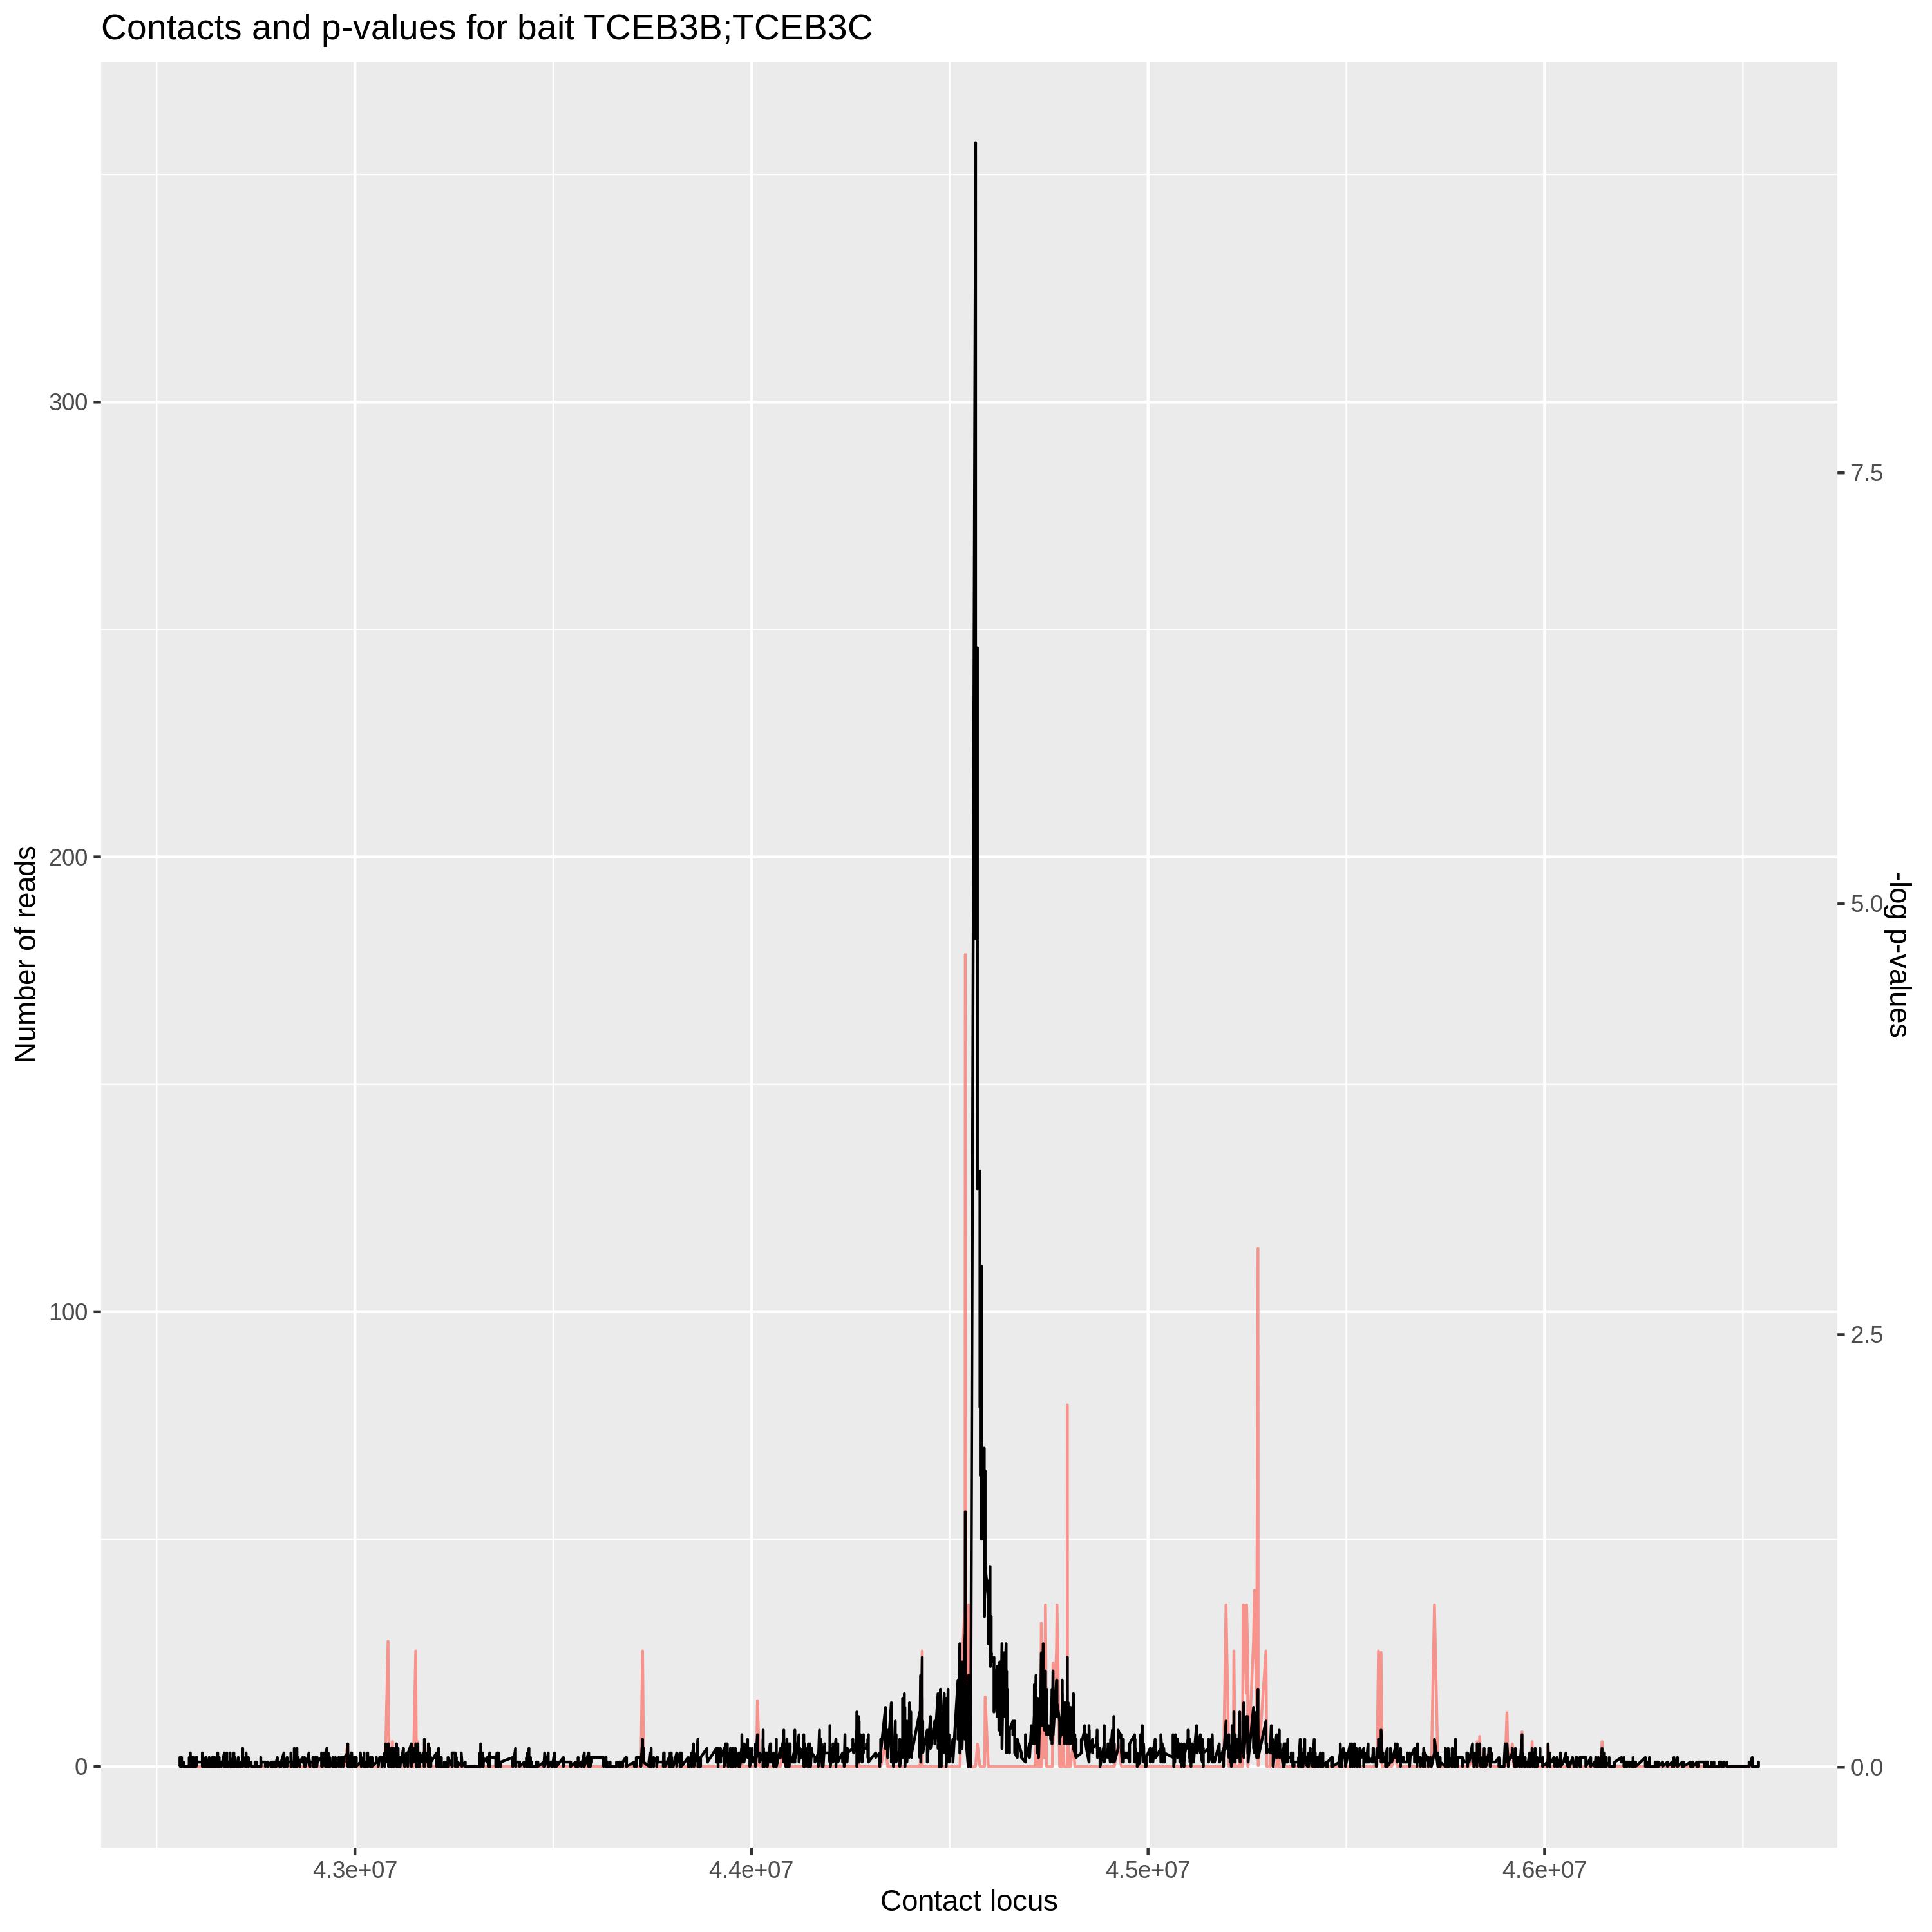 Contacts and p-values for bait TCEB3B;TCEB3C
300
200
100
0
Number of reads
7.5
5.0
2.5
0.0
-log p-values
4.3e+07
4.4e+07
4.5e+07
4.6e+07
Contact locus